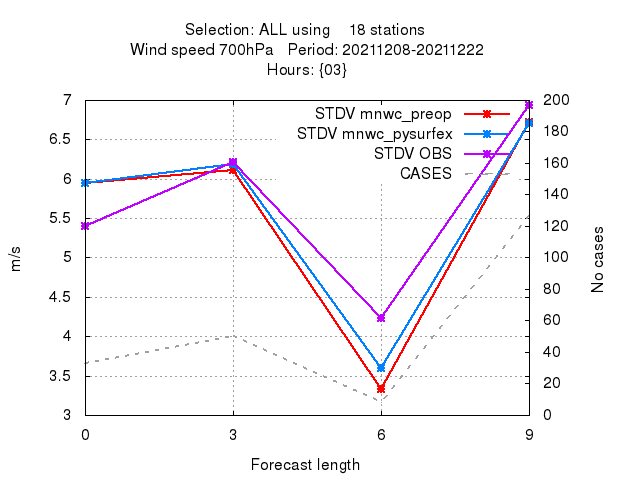 Selection: ALL using    18 stations
Wind speed 700hPa   Period: 20211208-20211222
Hours: {03}
7
6.5
6
5.5
5
4.5
4
3.5
3
200
180
160
140
120
100
80
60
40
20
0
STDV mnwc_preop
STDV mnwc_pysurfex
STDV OBS
CASES
m/s
No cases
0 3 6 9
Forecast length